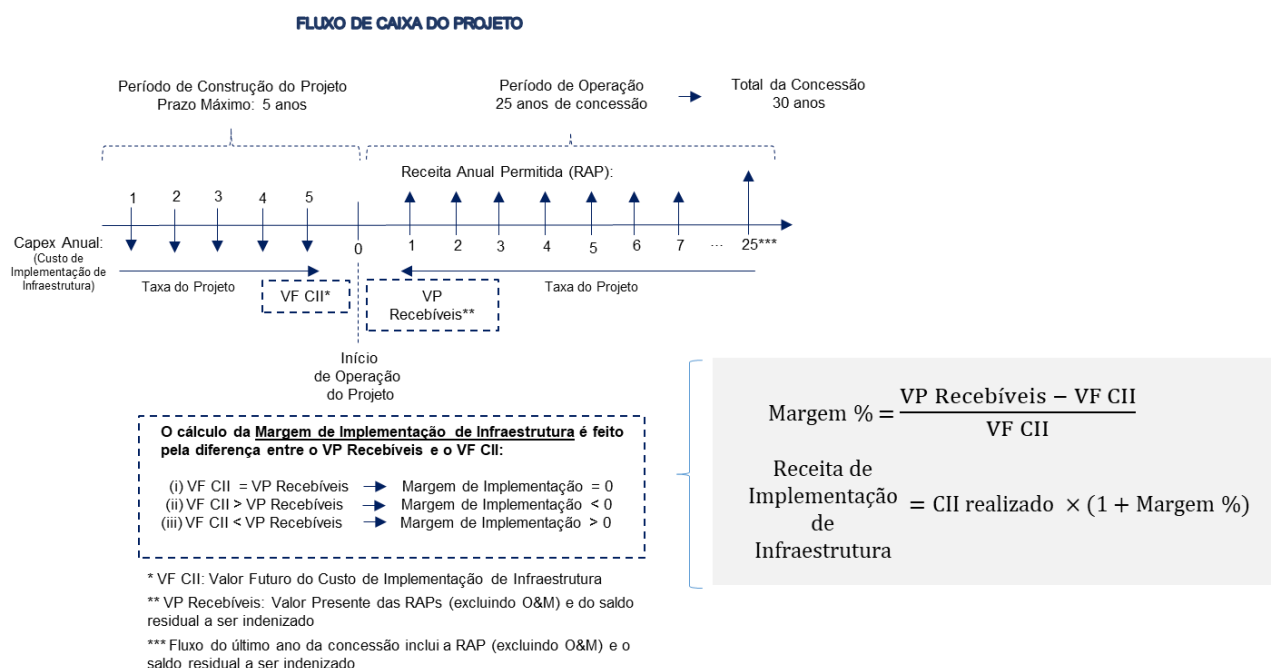 FLUXO DE CAIXA DO PROJETO
Período de Construção do Projeto
Prazo Máximo: 5 anos
Período de Operação
25 anos de concessão
Total da Concessão
30 anos
Receita Anual Permitida (RAP):
1 2 3 4 5
Capex Anual:
(Custo de
Implementação de
Infraestrutura)
0 1 2 3 4 5 6 7 ... 25***
Taxa do Projeto
VF CII*
VP
Recebíveis**
Taxa do Projeto
Início
de Operação
do Projeto
O cálculo da Margem de Implementação de Infraestrutura é feito
pela diferença entre o VP Recebíveis e o VF CII:
(i) VF CII = VP Recebíveis Margem de Implementação = 0
(ii) VF CII > VP Recebíveis Margem de Implementação < 0
(iii) VF CII < VP Recebíveis Margem de Implementação > 0
* VF CII: Valor Futuro do Custo de Implementação de Infraestrutura
** VP Recebíveis: Valor Presente das RAPs (excluindo O&M) e do saldo
residual a ser indenizado
*** Fluxo do último ano da concessão inclui a RAP (excluindo O&M) e o
saldo residual a ser indenizado
VP Recebíveis − VF CII
Margem % =
VF CII
Receita de
Implementação
de
Infraestrutura
= CII realizado × (1 + Margem %)